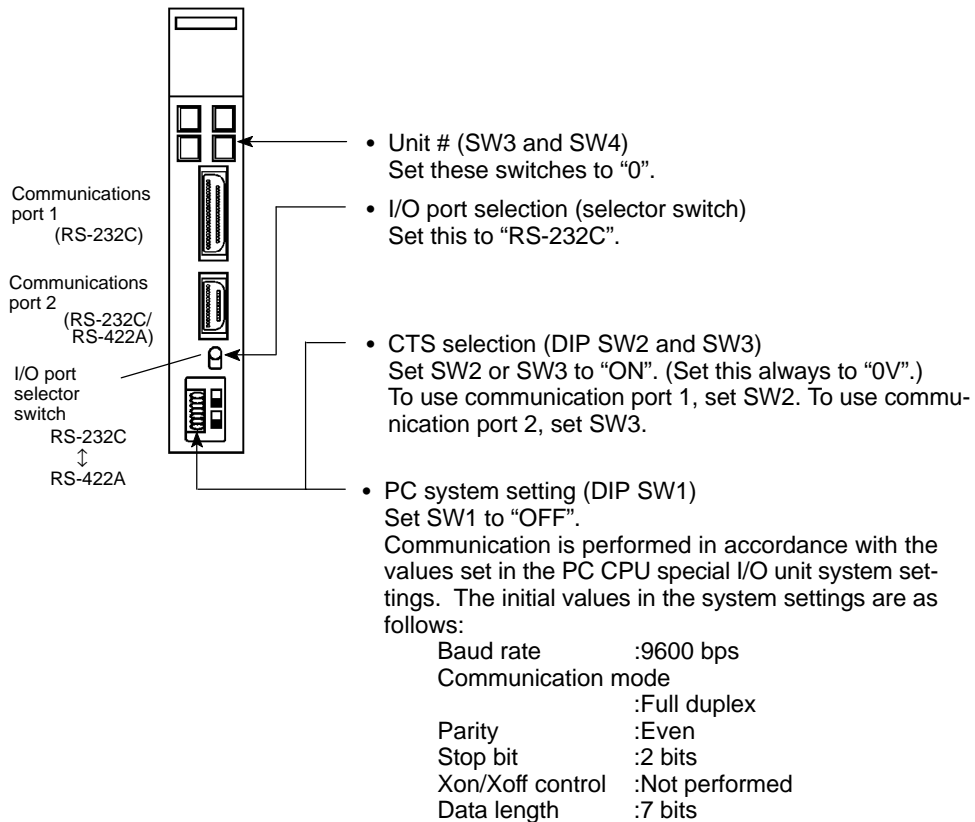 Communications
port 1
(RS-232C)
Communications
port 2
(RS-232C/
RS-422A)
I/O port
selector
switch
RS-232C
↕
RS-422A
• Unit # (SW3 and SW4)
Set these switches to “0”.
• I/O port selection (selector switch)
Set this to “RS-232C”.
• CTS selection (DIP SW2 and SW3)
Set SW2 or SW3 to “ON”. (Set this always to “0V”.)
To use communication port 1, set SW2. To use commu-
nication port 2, set SW3.
• PC system setting (DIP SW1)
Set SW1 to “OFF”.
Communication is performed in accordance with the
values set in the PC CPU special I/O unit system set-
tings. The initial values in the system settings are as
follows:
Baud rate :9600 bps
Communication mode
:Full duplex
Parity :Even
Stop bit :2 bits
Xon/Xoff control :Not performed
Data length :7 bits